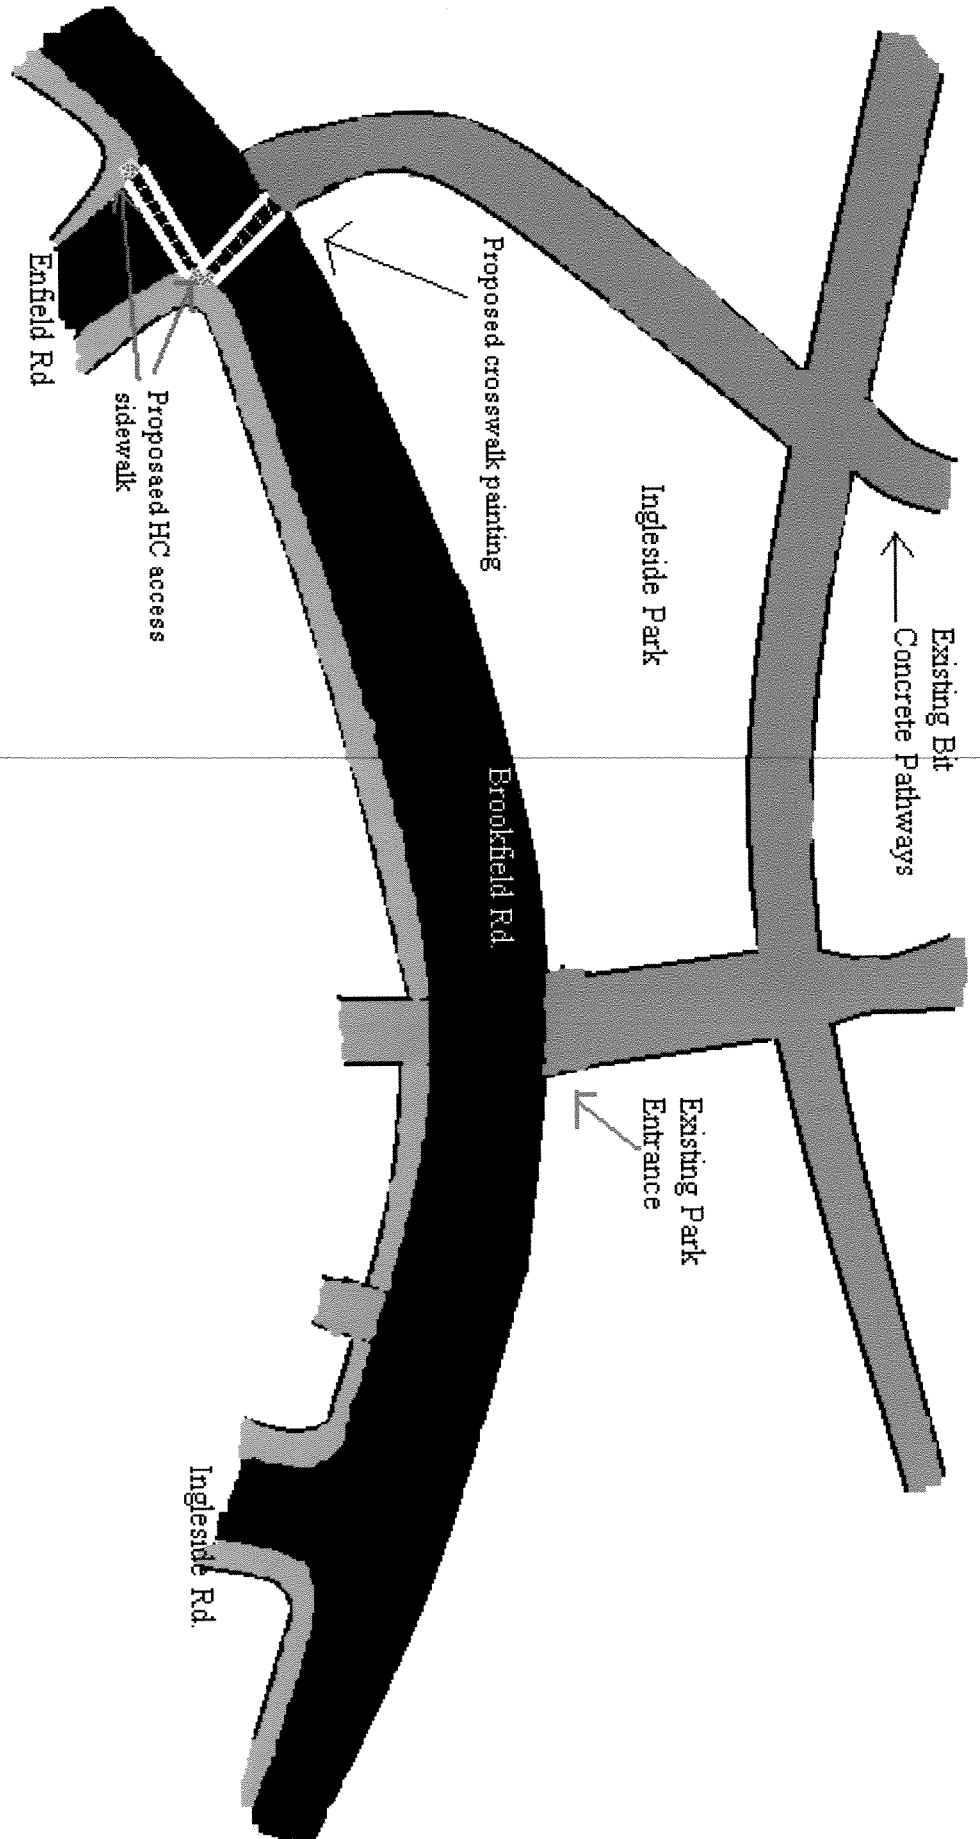 Existing Bit
Concrete Pathways
Ingleside Park
Existing Park
Entrance
Proposed crosswalk painting
Brookfield Rd.
Proposaed HC access
sidewalk
Enfield Rd
Ingleside Rd.